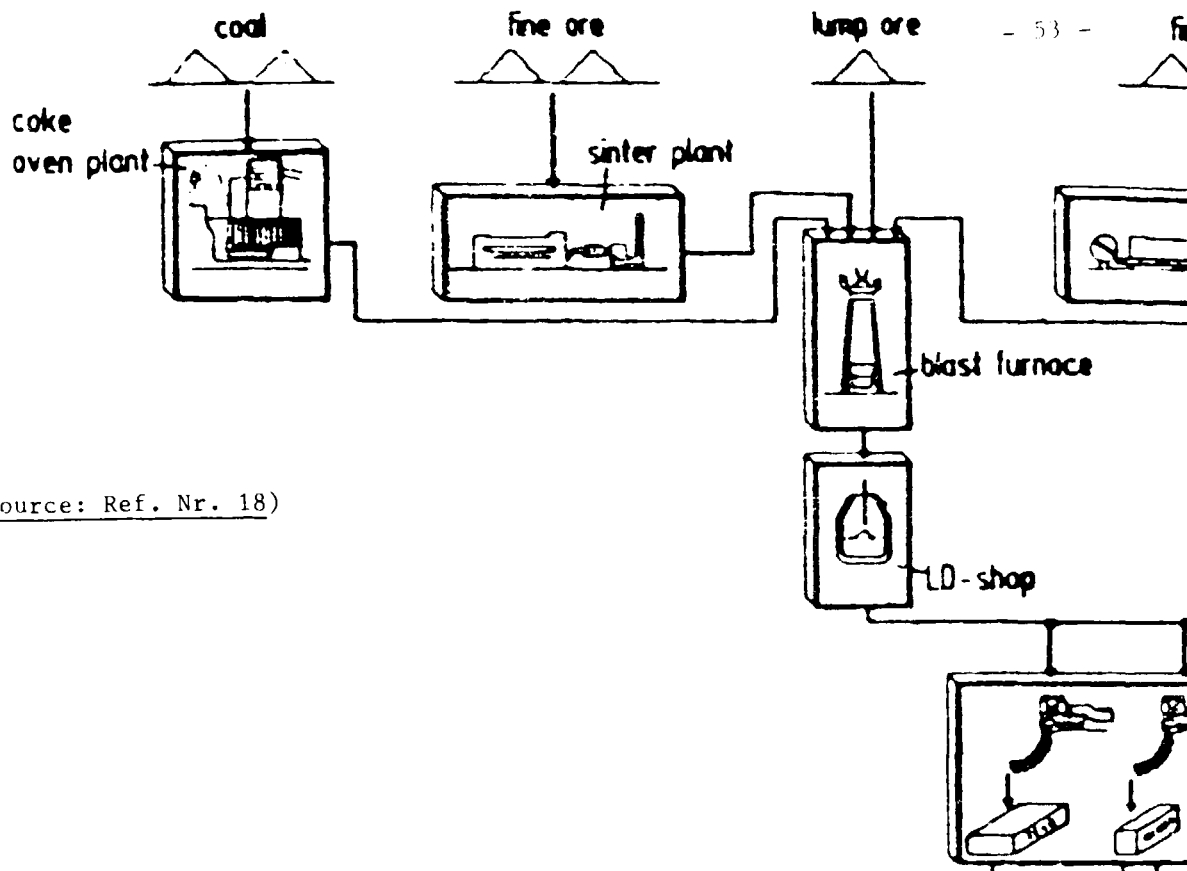 coal
fine ore
lump ore
- 53 -
coke
oven plant
sinter plant
blast furnace
ource: Ref. Nr. 18)
LD-shop